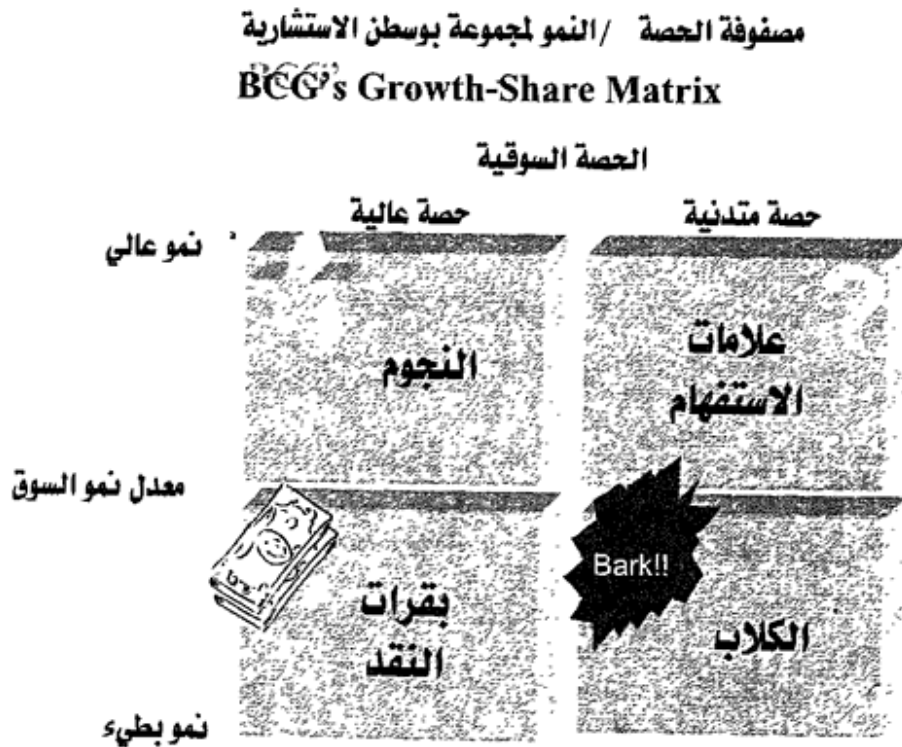 مصفوفة الحصة / النمو لمجموعة بوسطن الاستشارية
BCG's Growth-Share Matrix
الحصة السوقية
حصة متدنية
حصة عالية
نمو عالي
علامات
الاستفهام
النجوم
معدل نمو السوق
Bark!!
الكلاب
بقرات
النقد
نمو بطيء